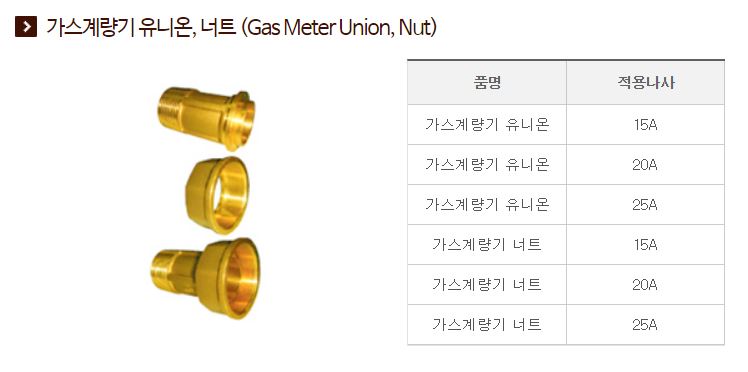 가스계량기 유니온, 너트 (Gas Meter Union, Nut)
품명 적용나사
가스계량기 유니온 15A
가스계량기 유니온 20A
가스계량기 유니온 25A
가스계량기 너트 15A
가스계량기 너트 20A
가스계량기 너트 25A